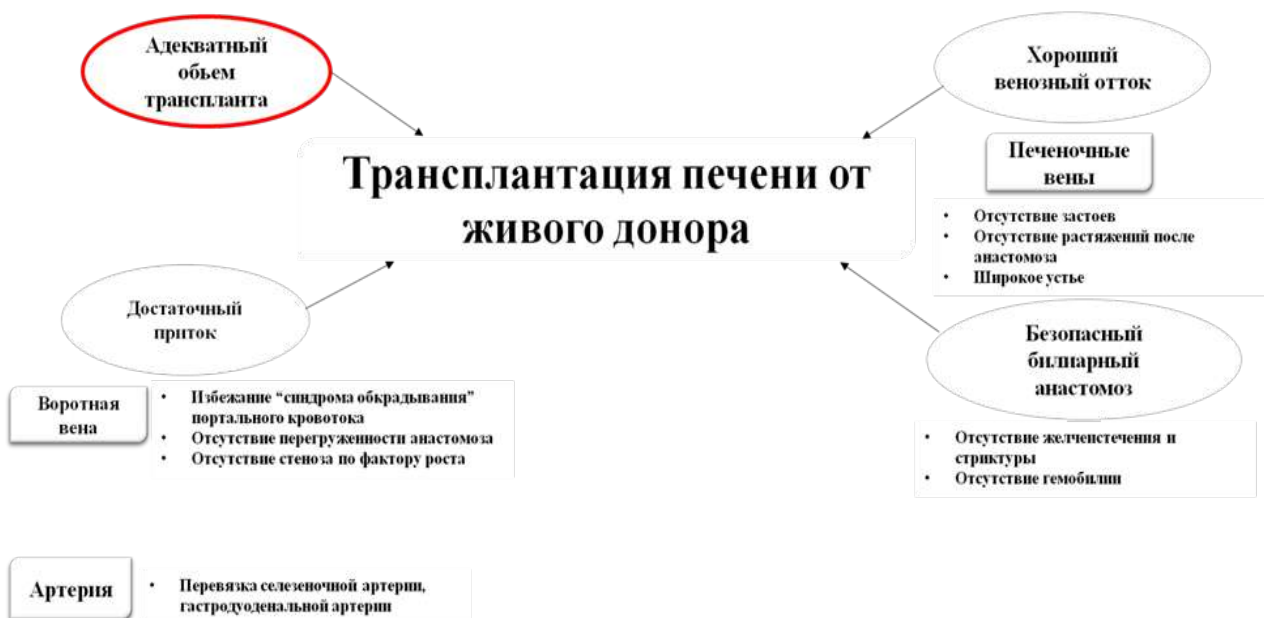 Адекватный
обьем
трансплантата
Хороший
венозный отток
Трансплантация печени от
живого донора
Печеночные
вены
• Отсутствие застоев
• Отсутствие растяжений после
анастомоза
• Широкое устье
Достаточный
приток
Безопасный
билиарный
анастомоз
Воротная
вена
• Избежание “синдрома обкрадывания”
портального кровотока
• Отсутствие перегруженности анастомоза
• Отсутствие стеноза по фактору роста
• Отсутствие желчеистечения и
стриктуры
• Отсутствие гемобилии
Артерия
• Перевязка селезеночной артерии,
гастродуоденальной артерии